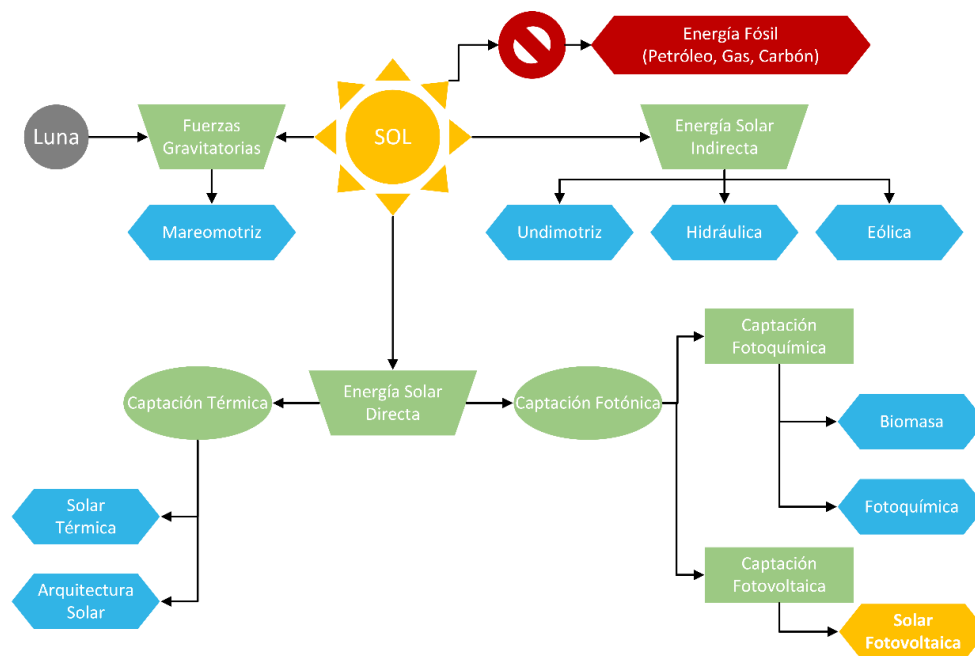 Energía Fósil
(Petróleo, Gas, Carbón)
Luna
Fuerzas
Gravitatorias
SOL
Energía Solar
Indirecta
Mareomotriz
Undimotriz
Hidráulica
Eólica
Captación
Fotoquímica
Captación Térmica
Energía Solar
Directa
Captación Fotónica
Biomasa
Solar
Térmica
Fotoquímica
Arquitectura
Solar
Captación
Fotovoltaica
Solar
Fotovoltaica